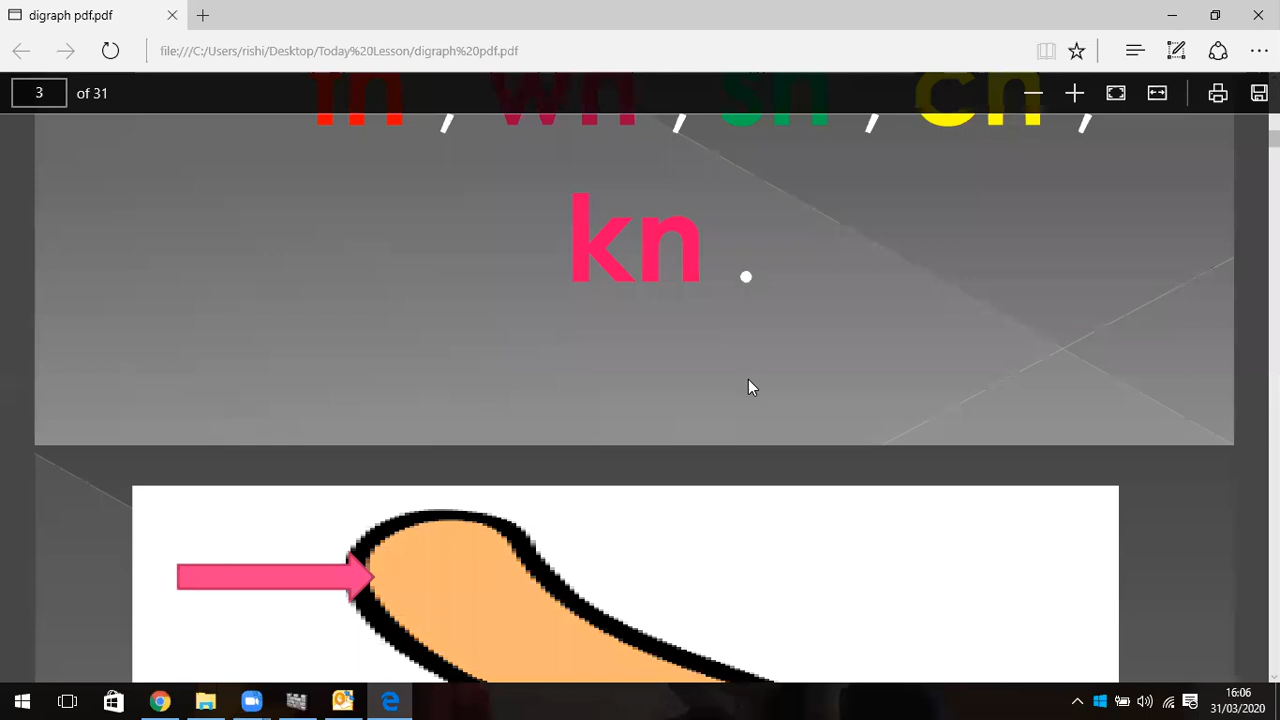 digraph pdf.pdf
file:///C:/Users/rishi/Desktop/Today%20Lesson/digraph%20pdf.pdf
3 of 31
kn .
16:06
31/03/2020